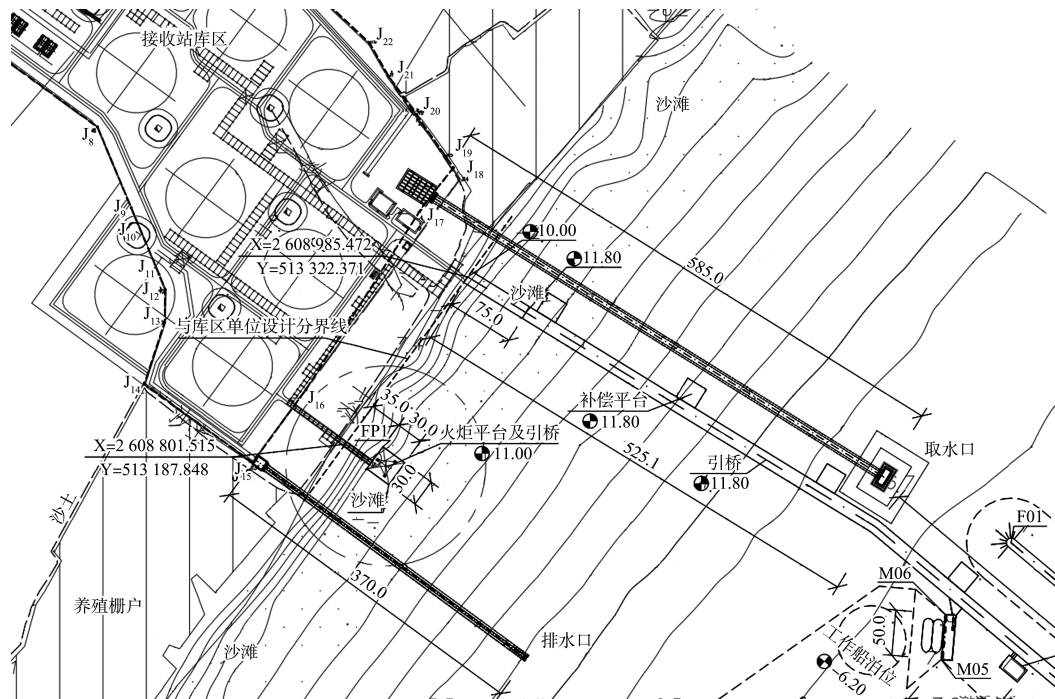 接收站库区
J22
J21
J20
J19
J18
J17
沙滩
J8
J9
J10
J11
J12
J13
J14
X=2 608985.472
Y=513 322.371
10.00
11.80
585.0
沙滩
75.0
与库区单位设计分界线
J16
35.0
30.0
FP1
火炬平台及引桥
11.00
补偿平台
11.80
X=2 608 801.515
Y=513 187.848
J15
30.0
沙滩
525.1
引桥
11.80
取水口
F01
沙土
370.0
M06
养殖栅户
沙滩
排水口
50.0
工作船泊位
-6.20
M05